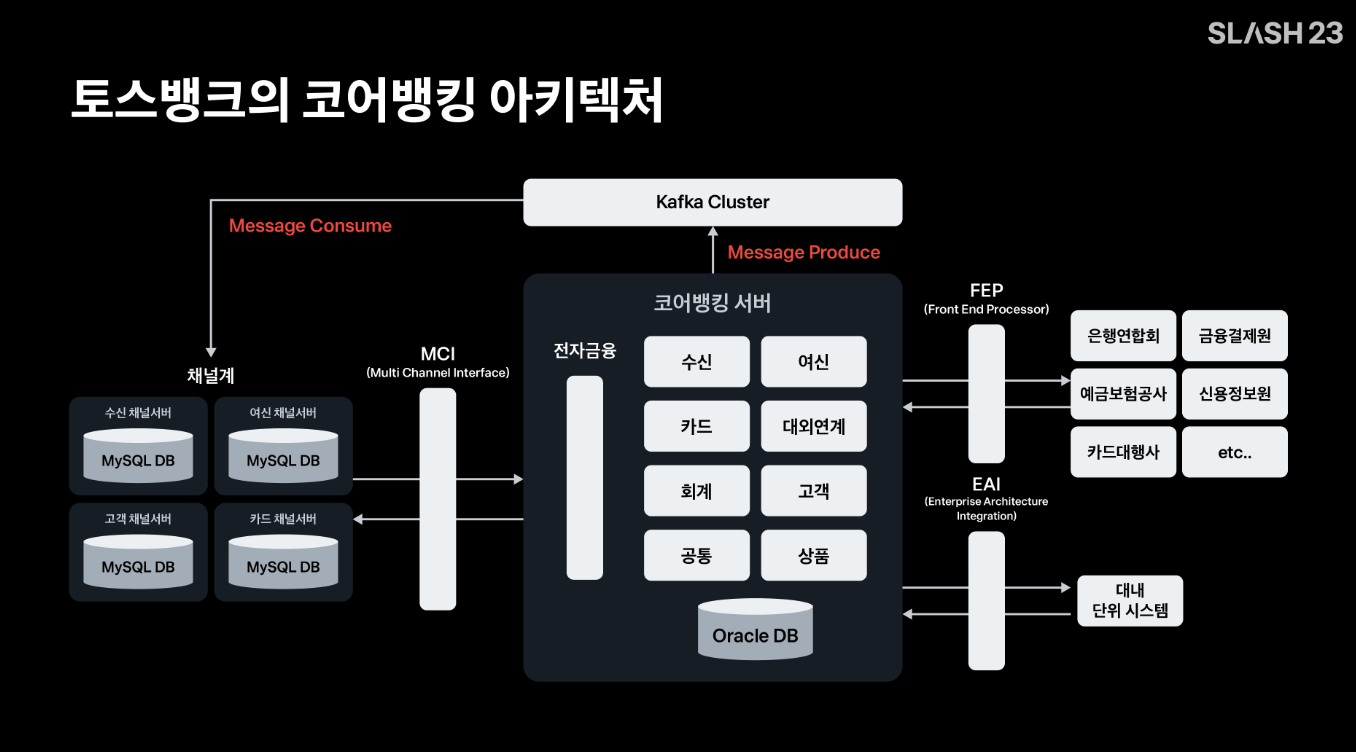 SLASH 23
토스뱅크의 코어뱅킹 아키텍처
Kafka Cluster
Message Consume
Message Produce
채널계
수신 채널서버
MySQL DB
여신 채널서버
MySQL DB
고객 채널서버
MySQL DB
카드 채널서버
MySQL DB
MCI
(Multi Channel Interface)
코어뱅킹 서버
전자금융
수신
여신
카드
대외연계
회계
고객
공통
상품
Oracle DB
FEP
(Front End Processor)
은행연합회
금융결제원
예금보험공사
신용정보원
카드대행사
etc..
EAI
(Enterprise Architecture
Integration)
대내
단위 시스템